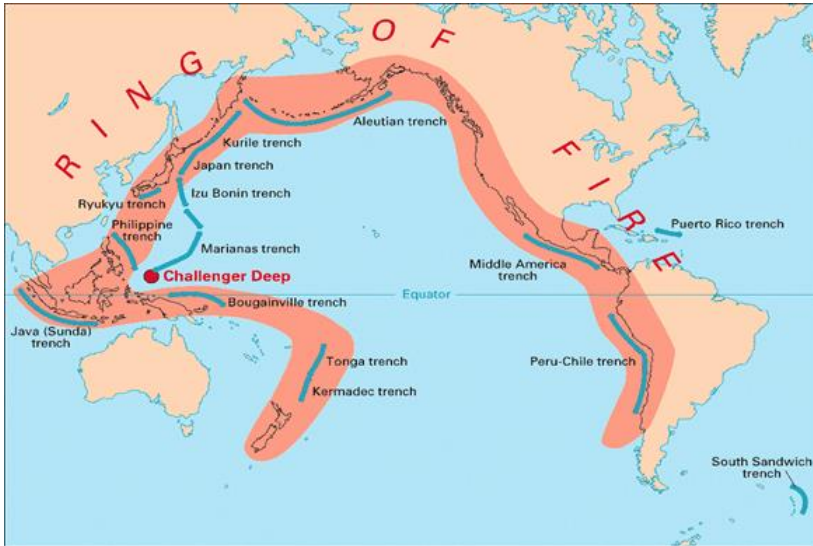 RING OF FIRE
Aleutian trench
Kurile trench
Japan trench
Izu Bonin trench
Ryukyu trench
Philippine
trench
Marianas trench
Challenger Deep
Bougainville trench
Equator
Java (Sunda)
trench
Tonga trench
Kermadec trench
Middle America
trench
Puerto Rico trench
Peru-Chile trench
South Sandwich
trench